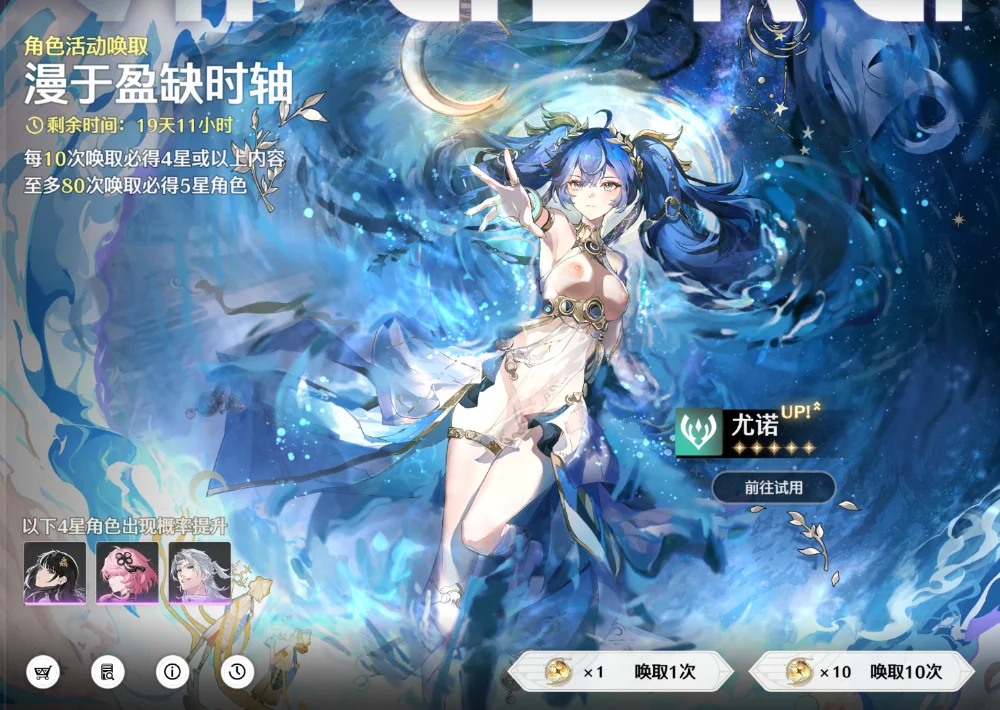 角色活动唤取
漫于盈缺时轴
剩余时间：19天11小时
每10次唤取必得4星或以上内容
至多80次唤取必得5星角色
UP!
尤诺
前往试用
以下4星角色出现概率提升
×1 唤取1次
×10 唤取10次